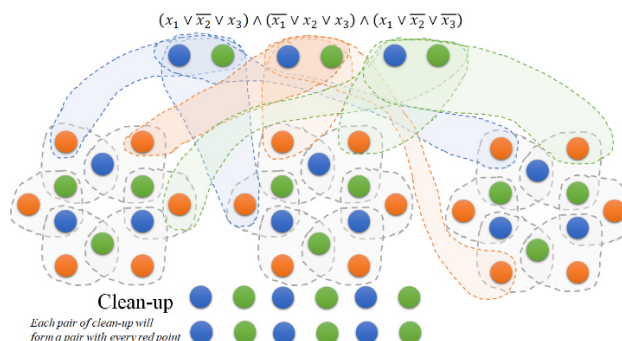 (x₁ ∨ x̅₂ ∨ x₃) ∧ (x̅₁ ∨ x₂ ∨ x₃) ∧ (x₁ ∨ x̅₂ ∨ x̅₃)
Clean-up
Each pair of clean-up will
form a pair with every red point